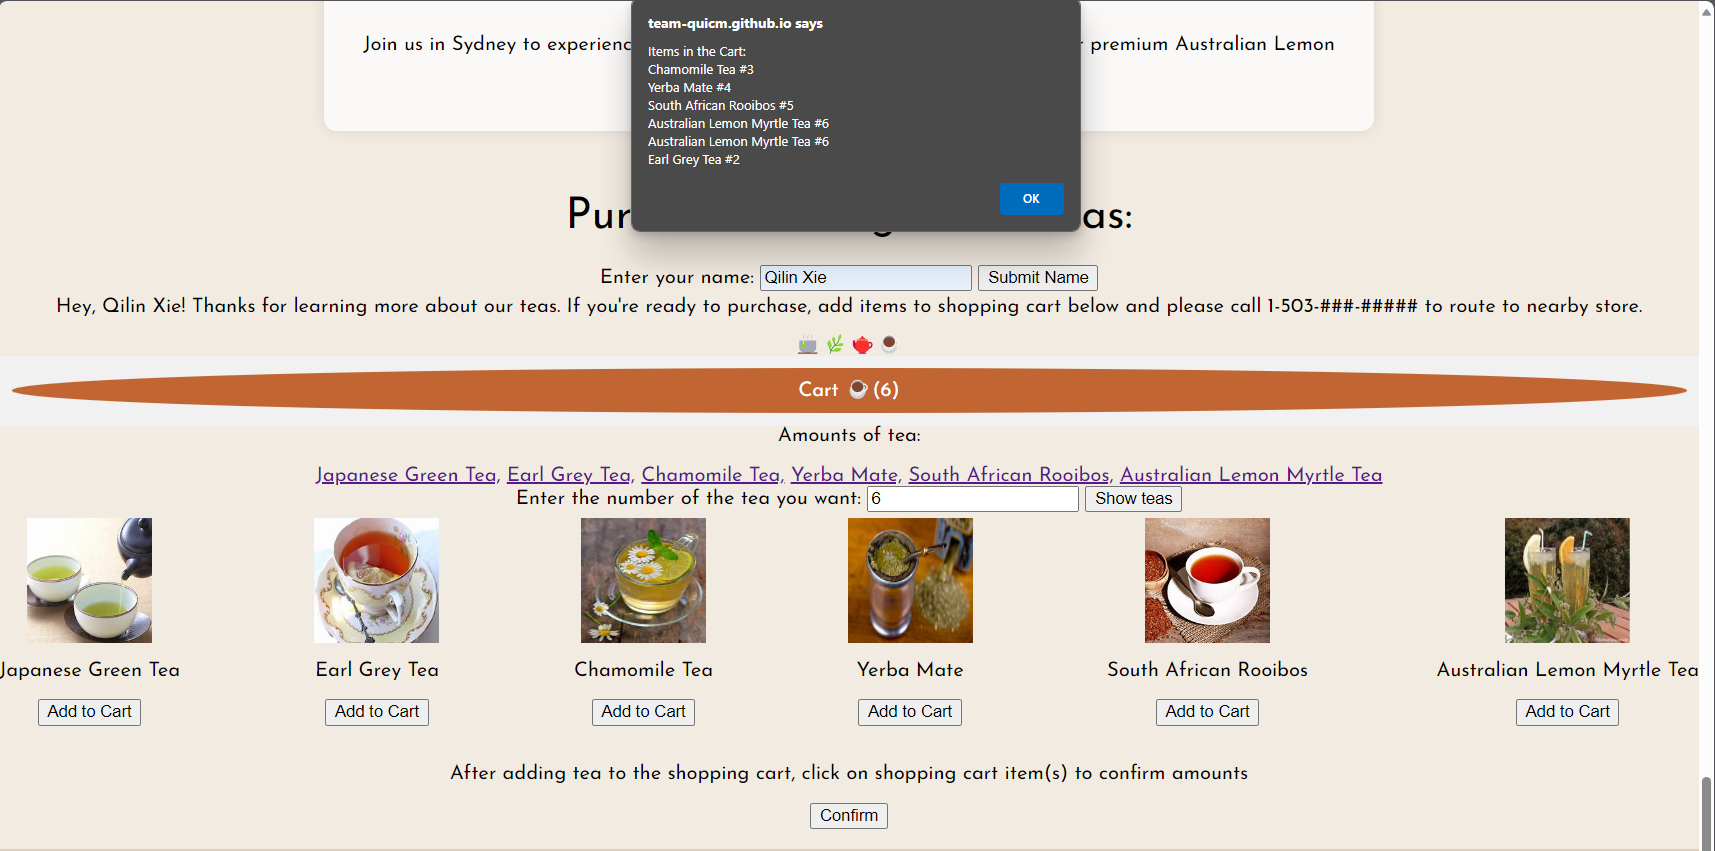 team-quicm.github.io says
Items in the Cart:
Chamomile Tea #3
Yerba Mate #4
South African Rooibos #5
Australian Lemon Myrtle Tea #6
Australian Lemon Myrtle Tea #6
Earl Grey Tea #2
OK
Join us in Sydney to premium Australian Lemon
Enter your name: Qilin Xie Submit Name
Hey, Qilin Xie! Thanks for learning more about our teas. If you're ready to purchase, add items to shopping cart below and please call 1-503-###-##### to route to nearby store.
Cart (6)
Amounts of tea:
Japanese Green Tea, Earl Grey Tea, Chamomile Tea, Yerba Mate, South African Rooibos, Australian Lemon Myrtle Tea
Enter the number of the tea you want: 6 Show teas
Japanese Green Tea Earl Grey Tea Chamomile Tea Yerba Mate South African Rooibos Australian Lemon Myrtle Tea
Add to Cart Add to Cart Add to Cart Add to Cart Add to Cart Add to Cart
After adding tea to the shopping cart, click on shopping cart item(s) to confirm amounts
Confirm